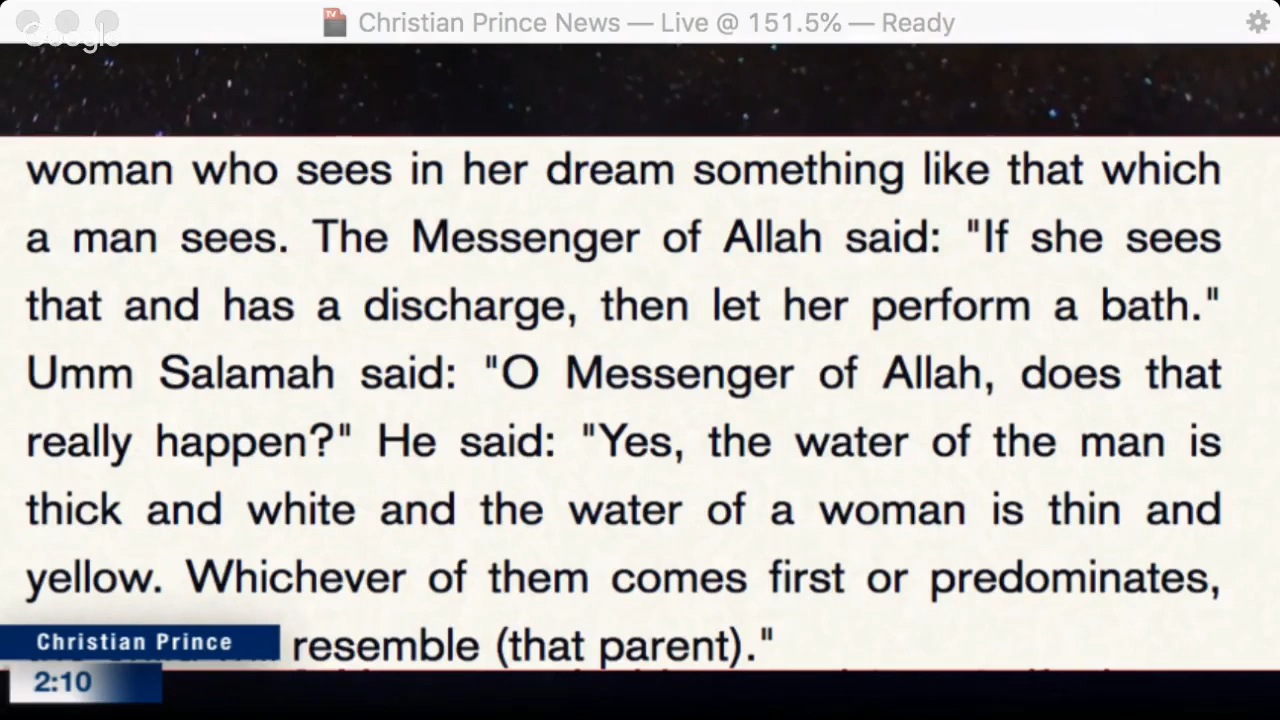 Google
Christian Prince News — Live @ 151.5% — Ready
woman who sees in her dream something like that which
a man sees. The Messenger of Allah said: "If she sees
that and has a discharge, then let her perform a bath."
Umm Salamah said: "O Messenger of Allah, does that
really happen?" He said: "Yes, the water of the man is
thick and white and the water of a woman is thin and
yellow. Whichever of them comes first or predominates,
resemble (that parent)."
Christian Prince
2:10